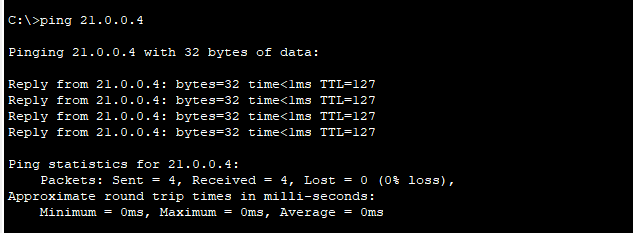 C:\>ping 21.0.0.4
Pinging 21.0.0.4 with 32 bytes of data:
Reply from 21.0.0.4: bytes=32 time<1ms TTL=127
Reply from 21.0.0.4: bytes=32 time<1ms TTL=127
Reply from 21.0.0.4: bytes=32 time<1ms TTL=127
Reply from 21.0.0.4: bytes=32 time<1ms TTL=127
Ping statistics for 21.0.0.4:
    Packets: Sent = 4, Received = 4, Lost = 0 (0% loss),
Approximate round trip times in milli-seconds:
    Minimum = 0ms, Maximum = 0ms, Average = 0ms